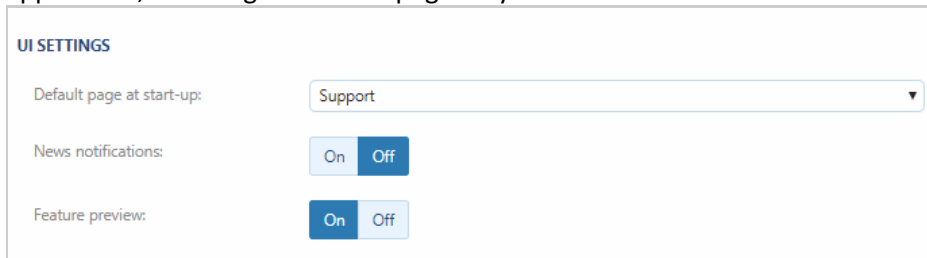 UI SETTINGS
Default page at start-up: Support
News notifications: On Off
Feature preview: On Off